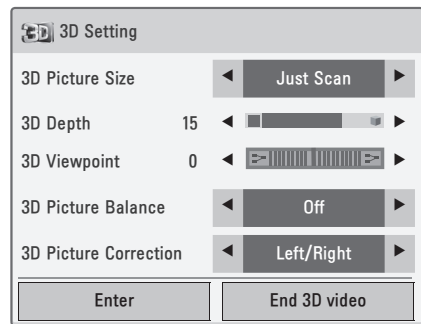 3D 3D Setting
3D Picture Size Just Scan
3D Depth 15
3D Viewpoint 0
3D Picture Balance Off
3D Picture Correction Left/Right
Enter End 3D video